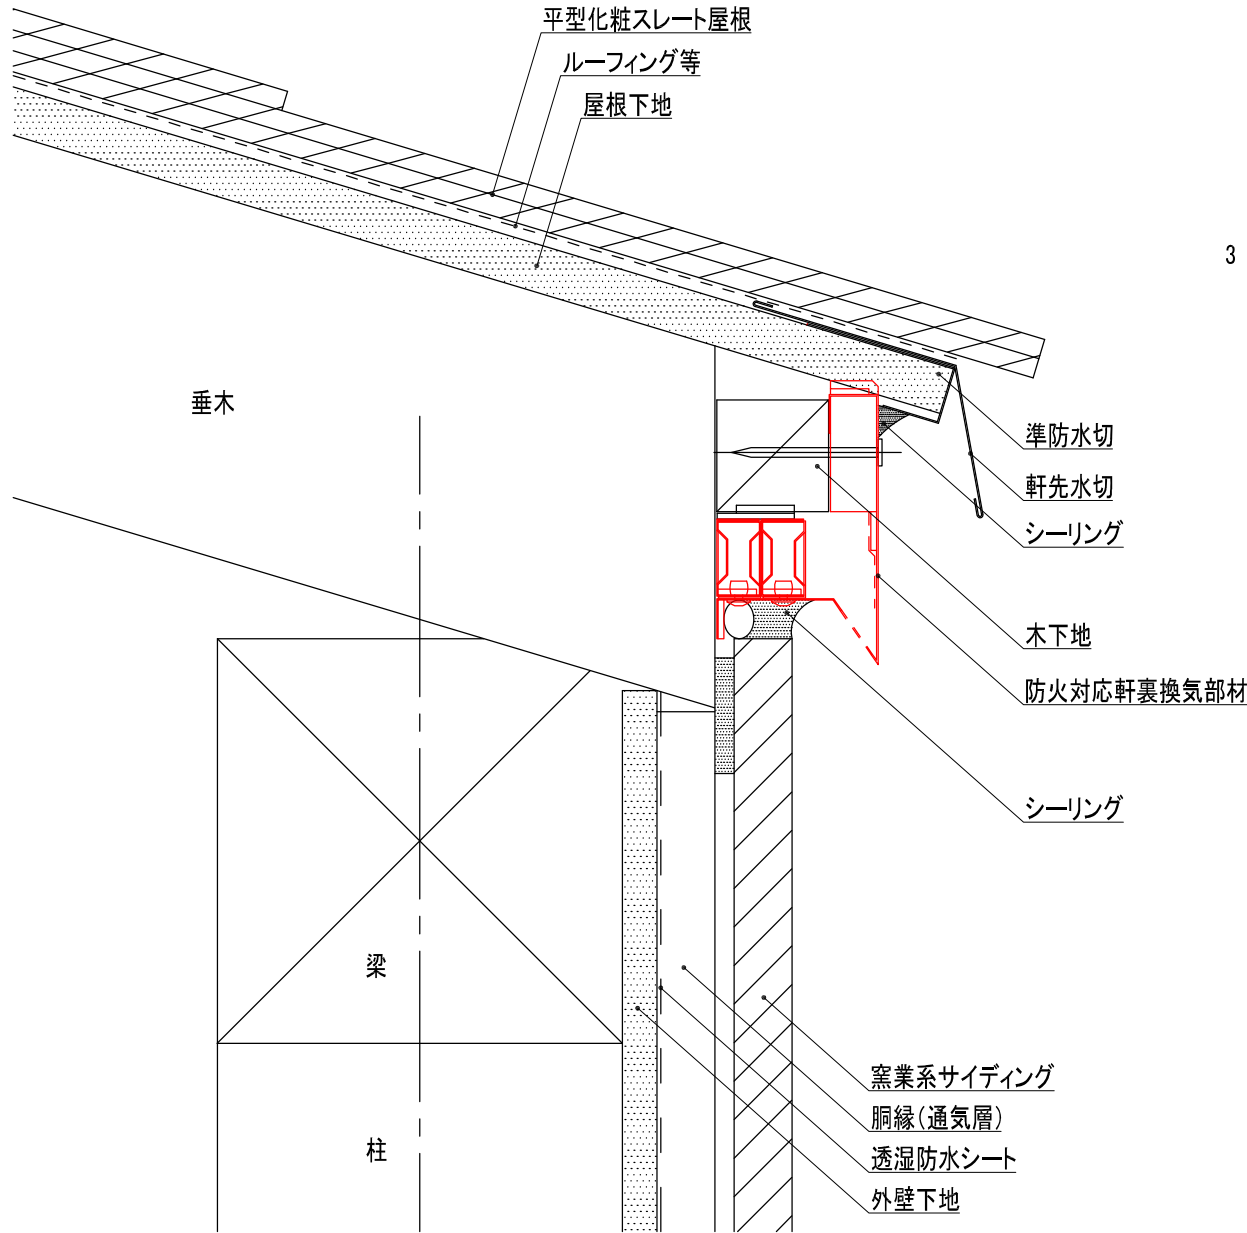 平型化粧スレート屋根
ルーフィング等
屋根下地
3
垂木
準防水切
軒先水切
シーリング
木下地
防火対応軒裏換気部材
シーリング
梁
窯業系サイディング
胴縁(通気層)
透湿防水シート
外壁下地
柱